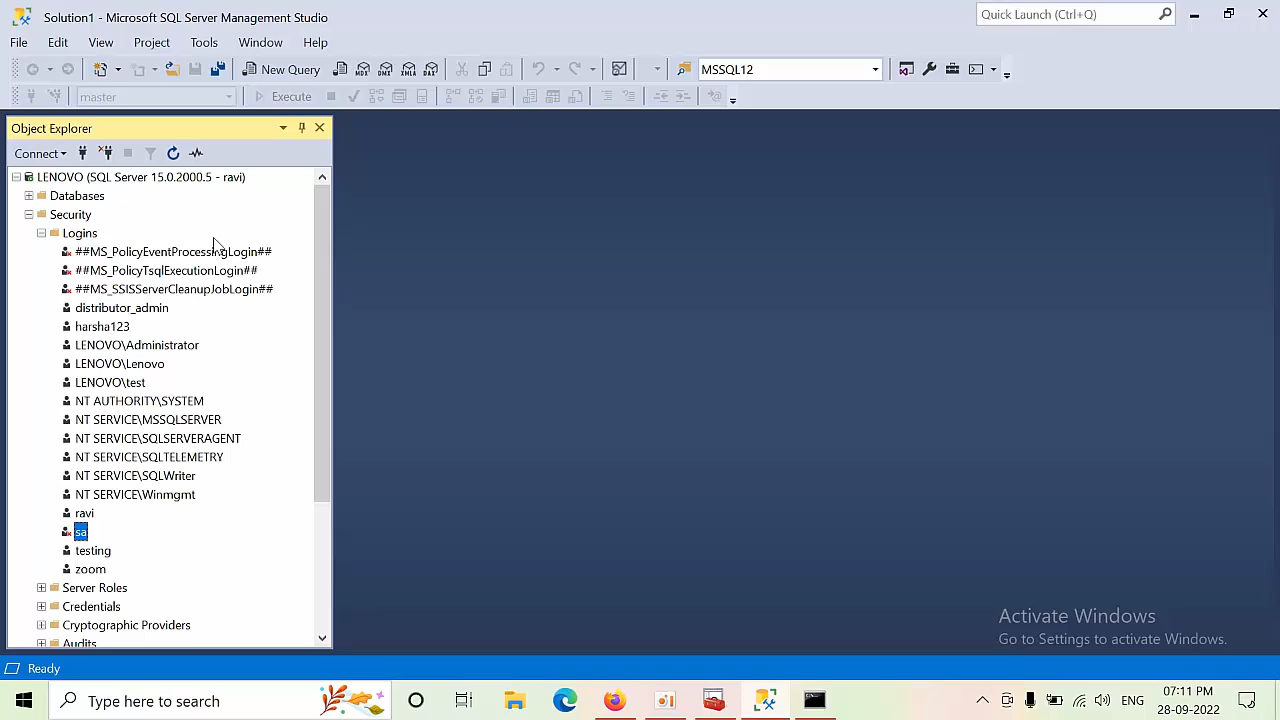 Solution1 - Microsoft SQL Server Management Studio
Quick Launch (Ctrl+Q)
File Edit View Project Tools Window Help
New Query MDX DMX XMLA DAX MSSQL12
master Execute
Object Explorer
Connect
LENOVO (SQL Server 15.0.2000.5 - ravi)
Databases
Security
Logins
##MS_PolicyEventProcessingLogin##
##MS_PolicyTsqlExecutionLogin##
##MS_SSISServerCleanupJobLogin##
distributor_admin
harsha123
LENOVO\Administrator
LENOVO\Lenovo
LENOVO\test
NT AUTHORITY\SYSTEM
NT SERVICE\MSSQLSERVER
NT SERVICE\SQLSERVERAGENT
NT SERVICE\SQLTELEMETRY
NT SERVICE\SQLWriter
NT SERVICE\Winmgmt
ravi
sa
testing
zoom
Server Roles
Credentials
Cryptographic Providers
Audits
Activate Windows
Go to Settings to activate Windows.
Ready
Type here to search
ENG
07:11 PM
28-09-2022